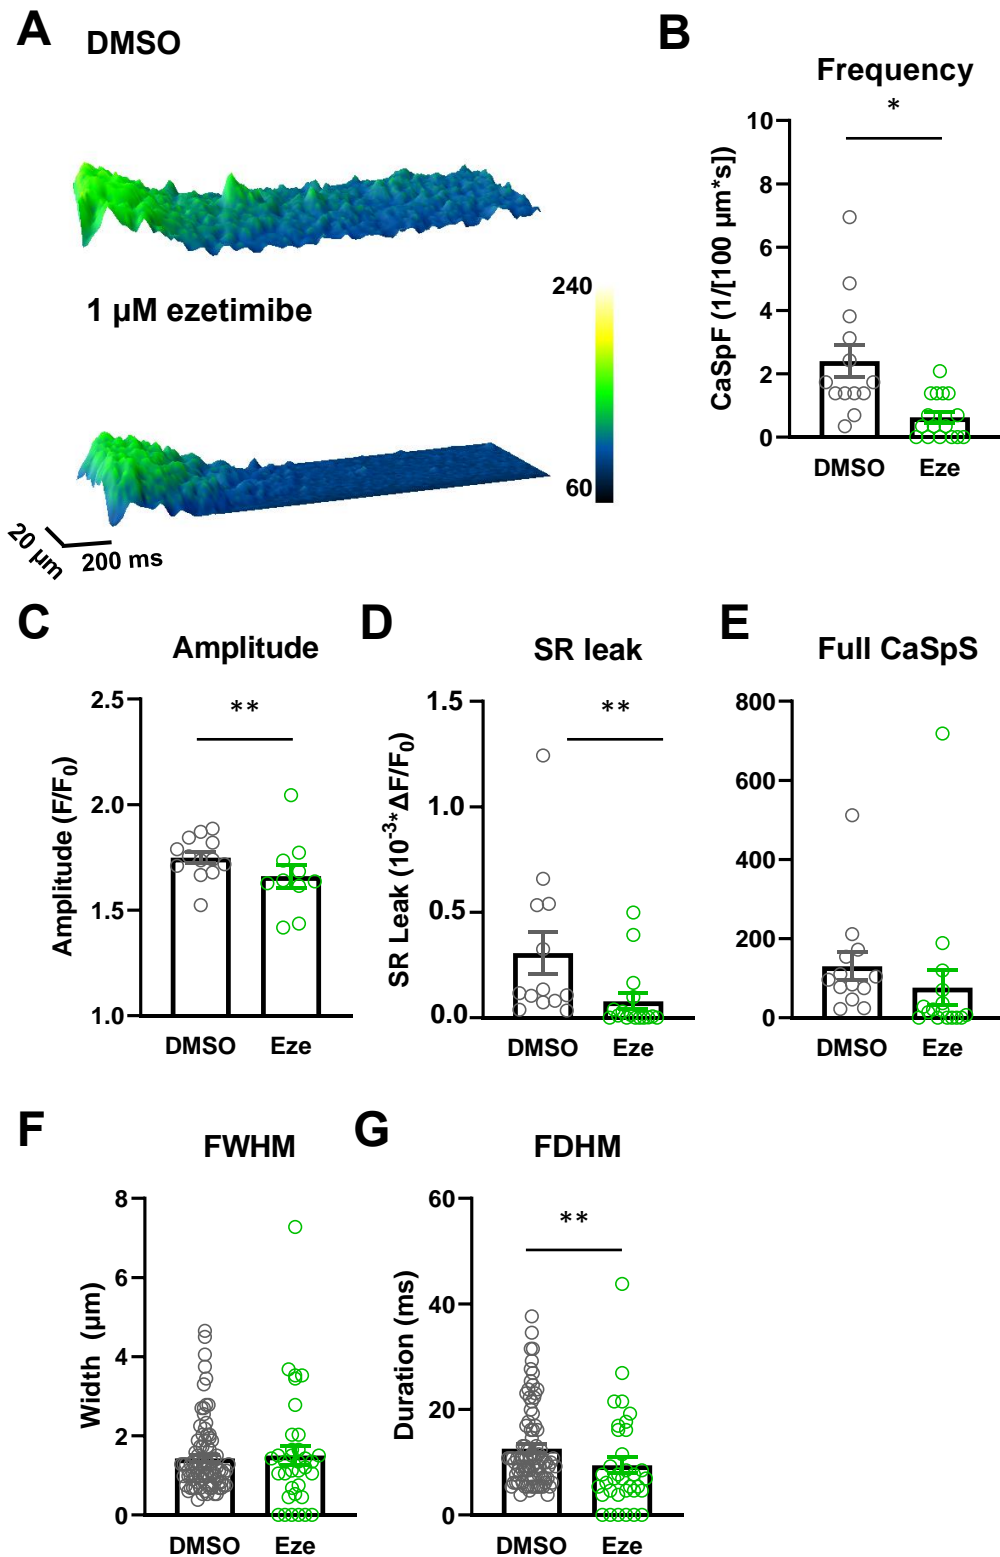 A
DMSO
1 µM ezetimibe
240
60
20 µm
200 ms
B
Frequency
*
CaSpF (1/[100 µm*s])
10
8
6
4
2
0
DMSO Eze
C
Amplitude
**
Amplitude (F/F0)
2.5
2.0
1.5
1.0
DMSO Eze
D
SR leak
**
SR Leak (10-3*ΔF/F0)
1.5
1.0
0.5
0.0
DMSO Eze
E
Full CaSpS
800
600
400
200
0
DMSO Eze
F
FWHM
Width (µm)
8
6
4
2
0
DMSO Eze
G
FDHM
**
Duration (ms)
60
40
20
0
DMSO Eze